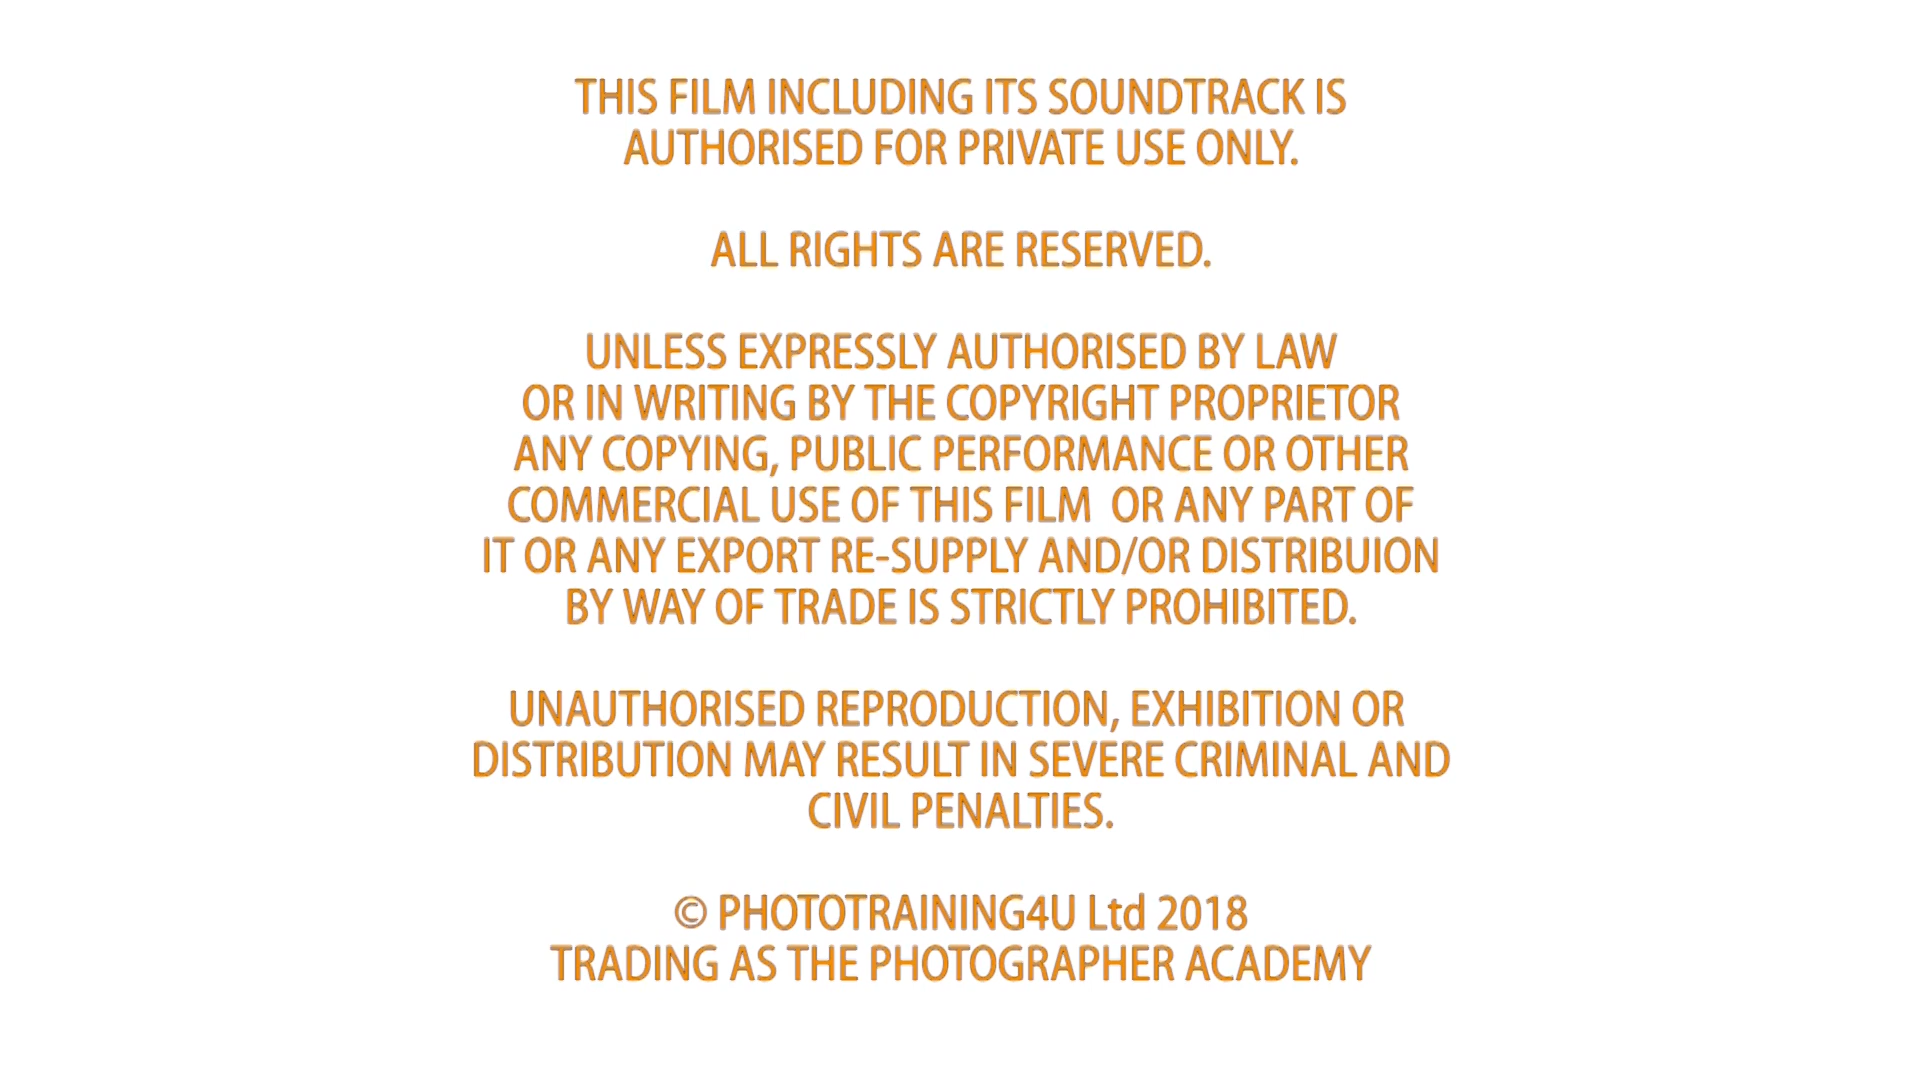 THIS FILM INCLUDING ITS SOUNDTRACK IS
AUTHORISED FOR PRIVATE USE ONLY.
ALL RIGHTS ARE RESERVED.
UNLESS EXPRESSLY AUTHORISED BY LAW
OR IN WRITING BY THE COPYRIGHT PROPRIETOR
ANY COPYING, PUBLIC PERFORMANCE OR OTHER
COMMERCIAL USE OF THIS FILM  OR ANY PART OF
IT OR ANY EXPORT RE-SUPPLY AND/OR DISTRIBUION
BY WAY OF TRADE IS STRICTLY PROHIBITED.
UNAUTHORISED REPRODUCTION, EXHIBITION OR
DISTRIBUTION MAY RESULT IN SEVERE CRIMINAL AND
CIVIL PENALTIES.
© PHOTOTRAINING4U Ltd 2018
TRADING AS THE PHOTOGRAPHER ACADEMY